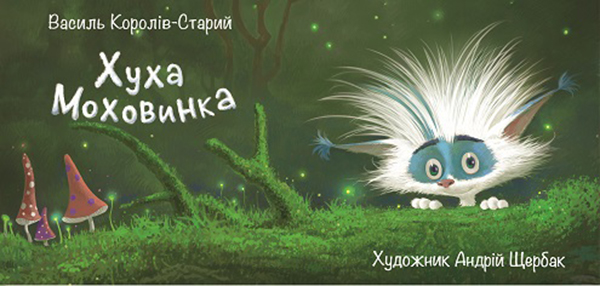 Василь Королів-Старий
Хуха
Моховинка
Художник Андрій Щербак